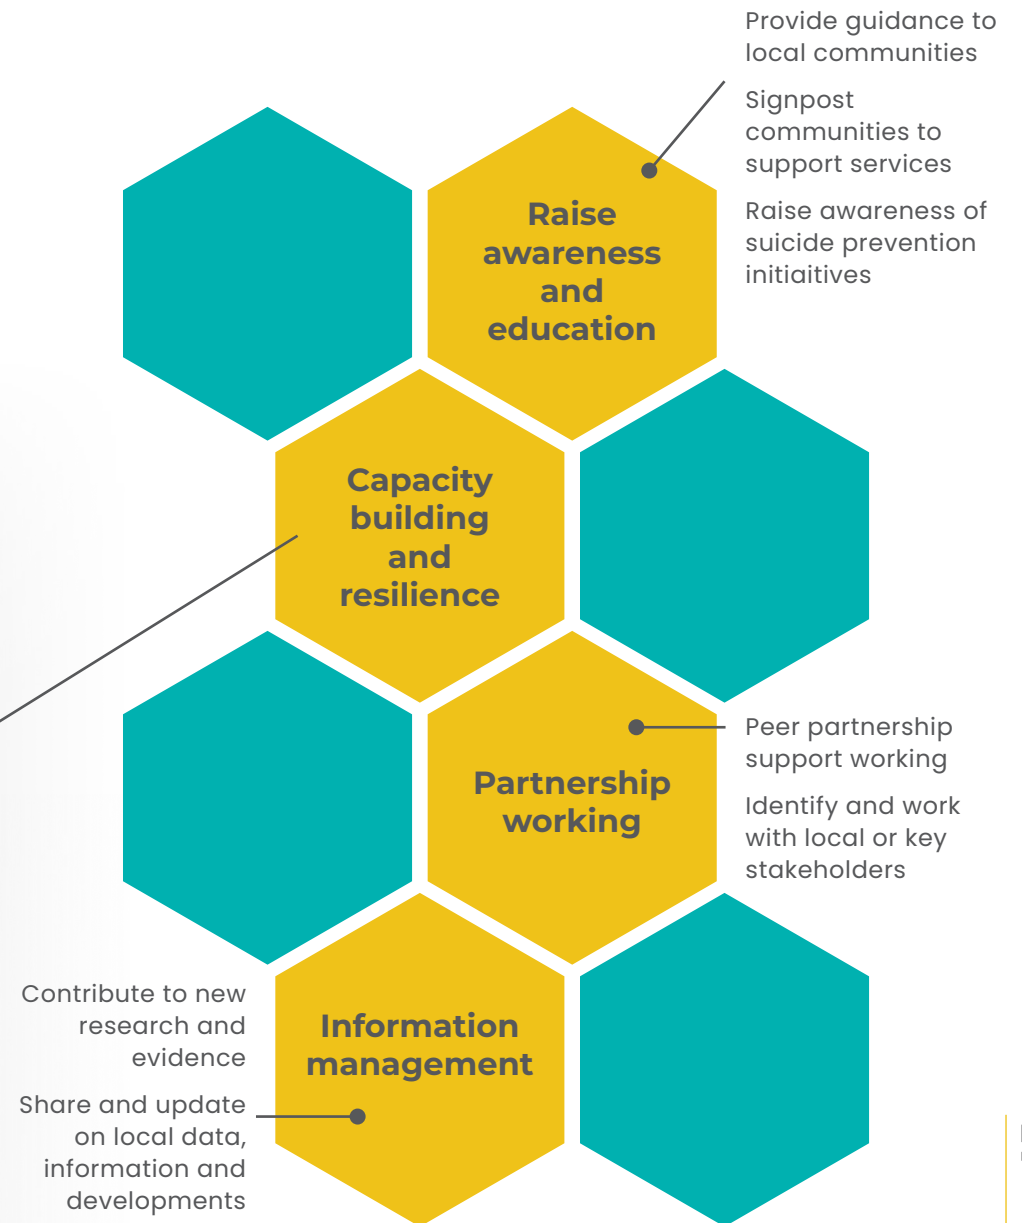 Provide guidance to
local communities
Signpost
communities to
support services
Raise awareness of
suicide prevention
initiaitives
Raise
awareness
and
education
Capacity
building
and
resilience
Partnership
working
Peer partnership
support working
Identify and work
with local or key
stakeholders
Information
management
Contribute to new
research and
evidence
Share and update
on local data,
information and
developments